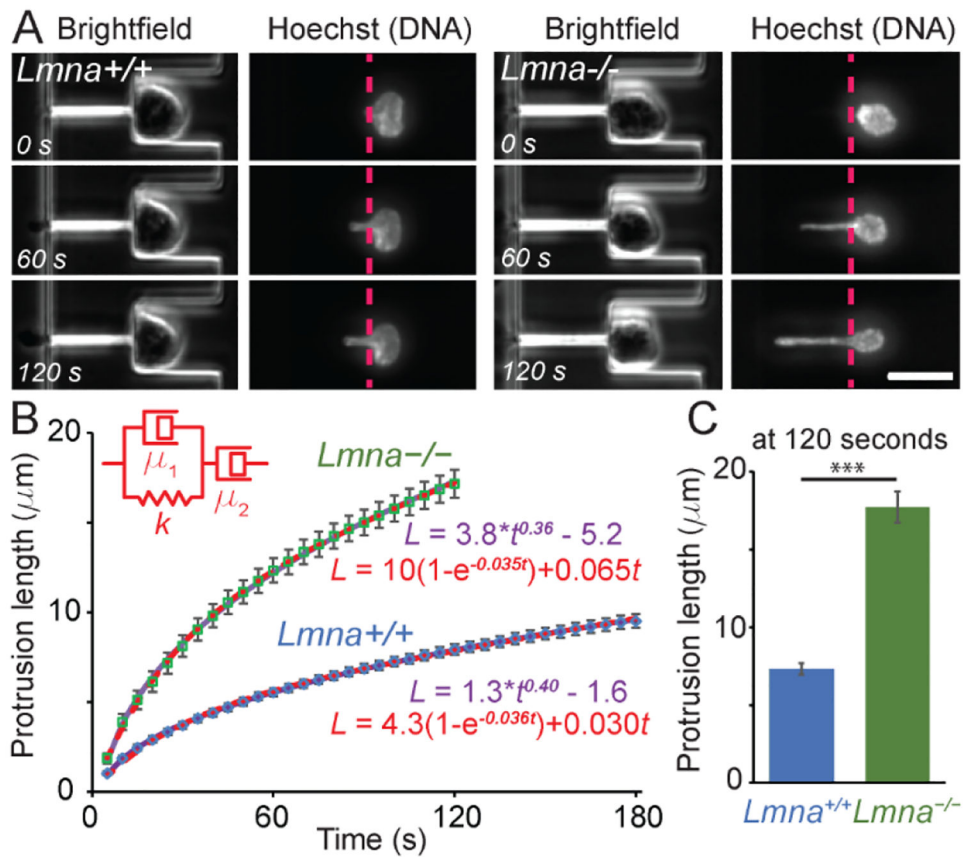 A Brightfield Hoechst (DNA) Brightfield Hoechst (DNA)
Lmna+/+ Lmna-/-
0 s 0 s
60 s 60 s
120 s 120 s
B
Protrusion length (μm)
20
10
0
0 60 120 180
Time (s)
μ1
μ2
k
Lmna−/−
L = 3.8*t^0.36 - 5.2
L = 10(1-e^-0.035t)+0.065t
Lmna+/+
L = 1.3*t^0.40 - 1.6
L = 4.3(1-e^-0.036t)+0.030t
C
at 120 seconds
***
Protrusion length (μm)
20
10
0
Lmna+/+ Lmna−/−